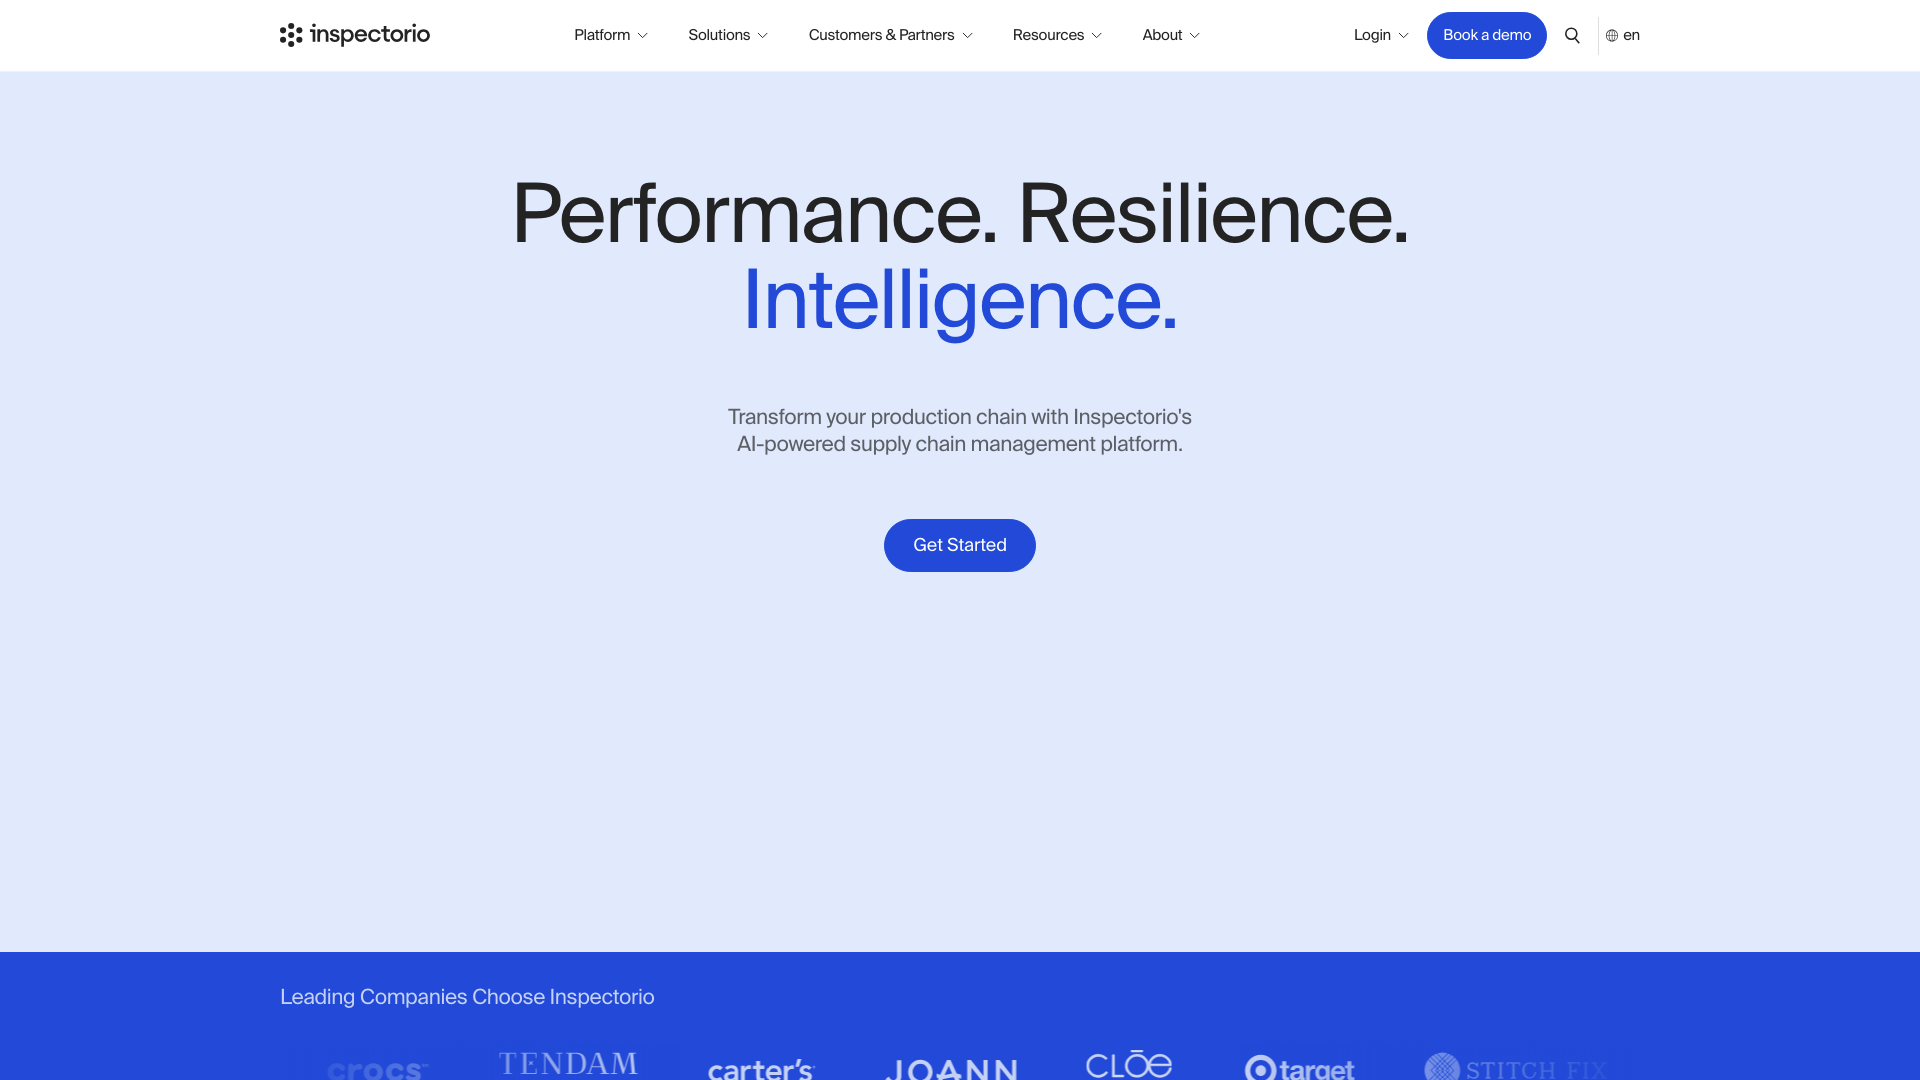 inspectorio
Platform
Solutions
Customers & Partners
Resources
About
Login
Book a demo
en
Performance. Resilience.
Intelligence.
Transform your production chain with Inspectorio's
AI-powered supply chain management platform.
Get Started
Leading Companies Choose Inspectorio
crocs™
TENDAM
carter's
JOANN
CLŌE
target
STITCH FIX